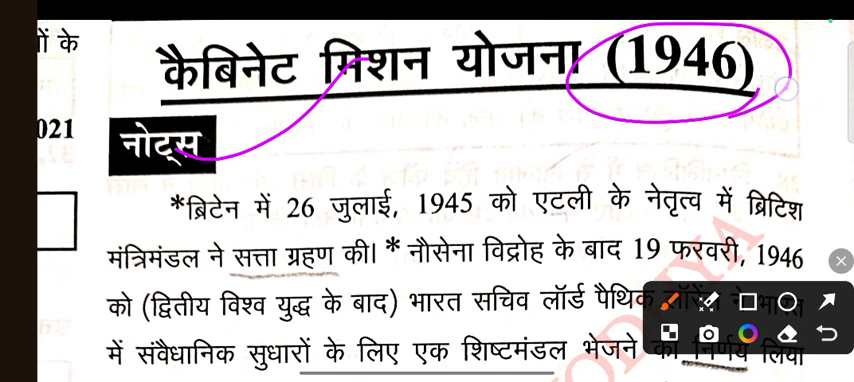 ों के
कैबिनेट मिशन योजना (1946)
021
नोट्स
*ब्रिटेन में 26 जुलाई, 1945 को एटली के नेतृत्व में ब्रिटिश
मंत्रिमंडल ने सत्ता ग्रहण की। * नौसेना विद्रोह के बाद 19 फरवरी, 1946
को (द्वितीय विश्व युद्ध के बाद) भारत सचिव लॉर्ड पैथिक लॉरेंस ने भारत
में संवैधानिक सुधारों के लिए एक शिष्टमंडल भेजने का निर्णय लिया